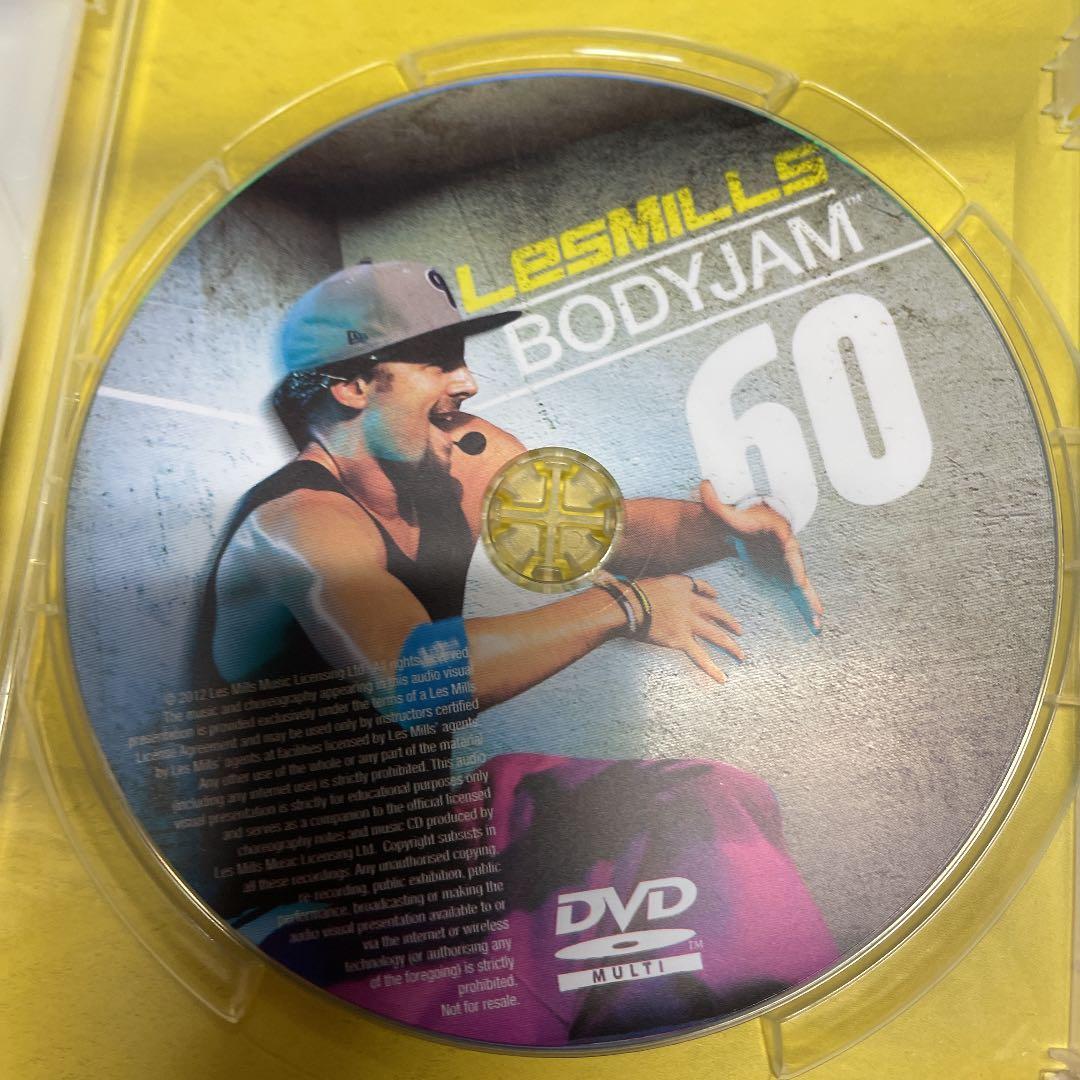 LESMILLS
BODYJAM™
60
© 2012 Les Mills Music Licensing Ltd. All rights reserved.
The music and choreography appearing in this audio visual
presentation is provided exclusively under the terms of a Les Mills
License Agreement and may be used only by instructors certified
by Les Mills' agents at facilities licensed by Les Mills' agents.
Any other use of the whole or any part of the material
(including any internet use) is strictly prohibited. This audio
visual presentation is strictly for educational purposes only
and serves as a companion to the official licensed
choreography notes and music CD produced by
Les Mills Music Licensing Ltd. Copyright subsists in
all these recordings. Any unauthorised copying,
re-recording, public exhibition, public
performance, broadcasting or making the
audio visual presentation available to or
via the internet or wireless
technology (or authorising any
of the foregoing) is strictly
prohibited.
Not for resale.
DVD
™
MULTI